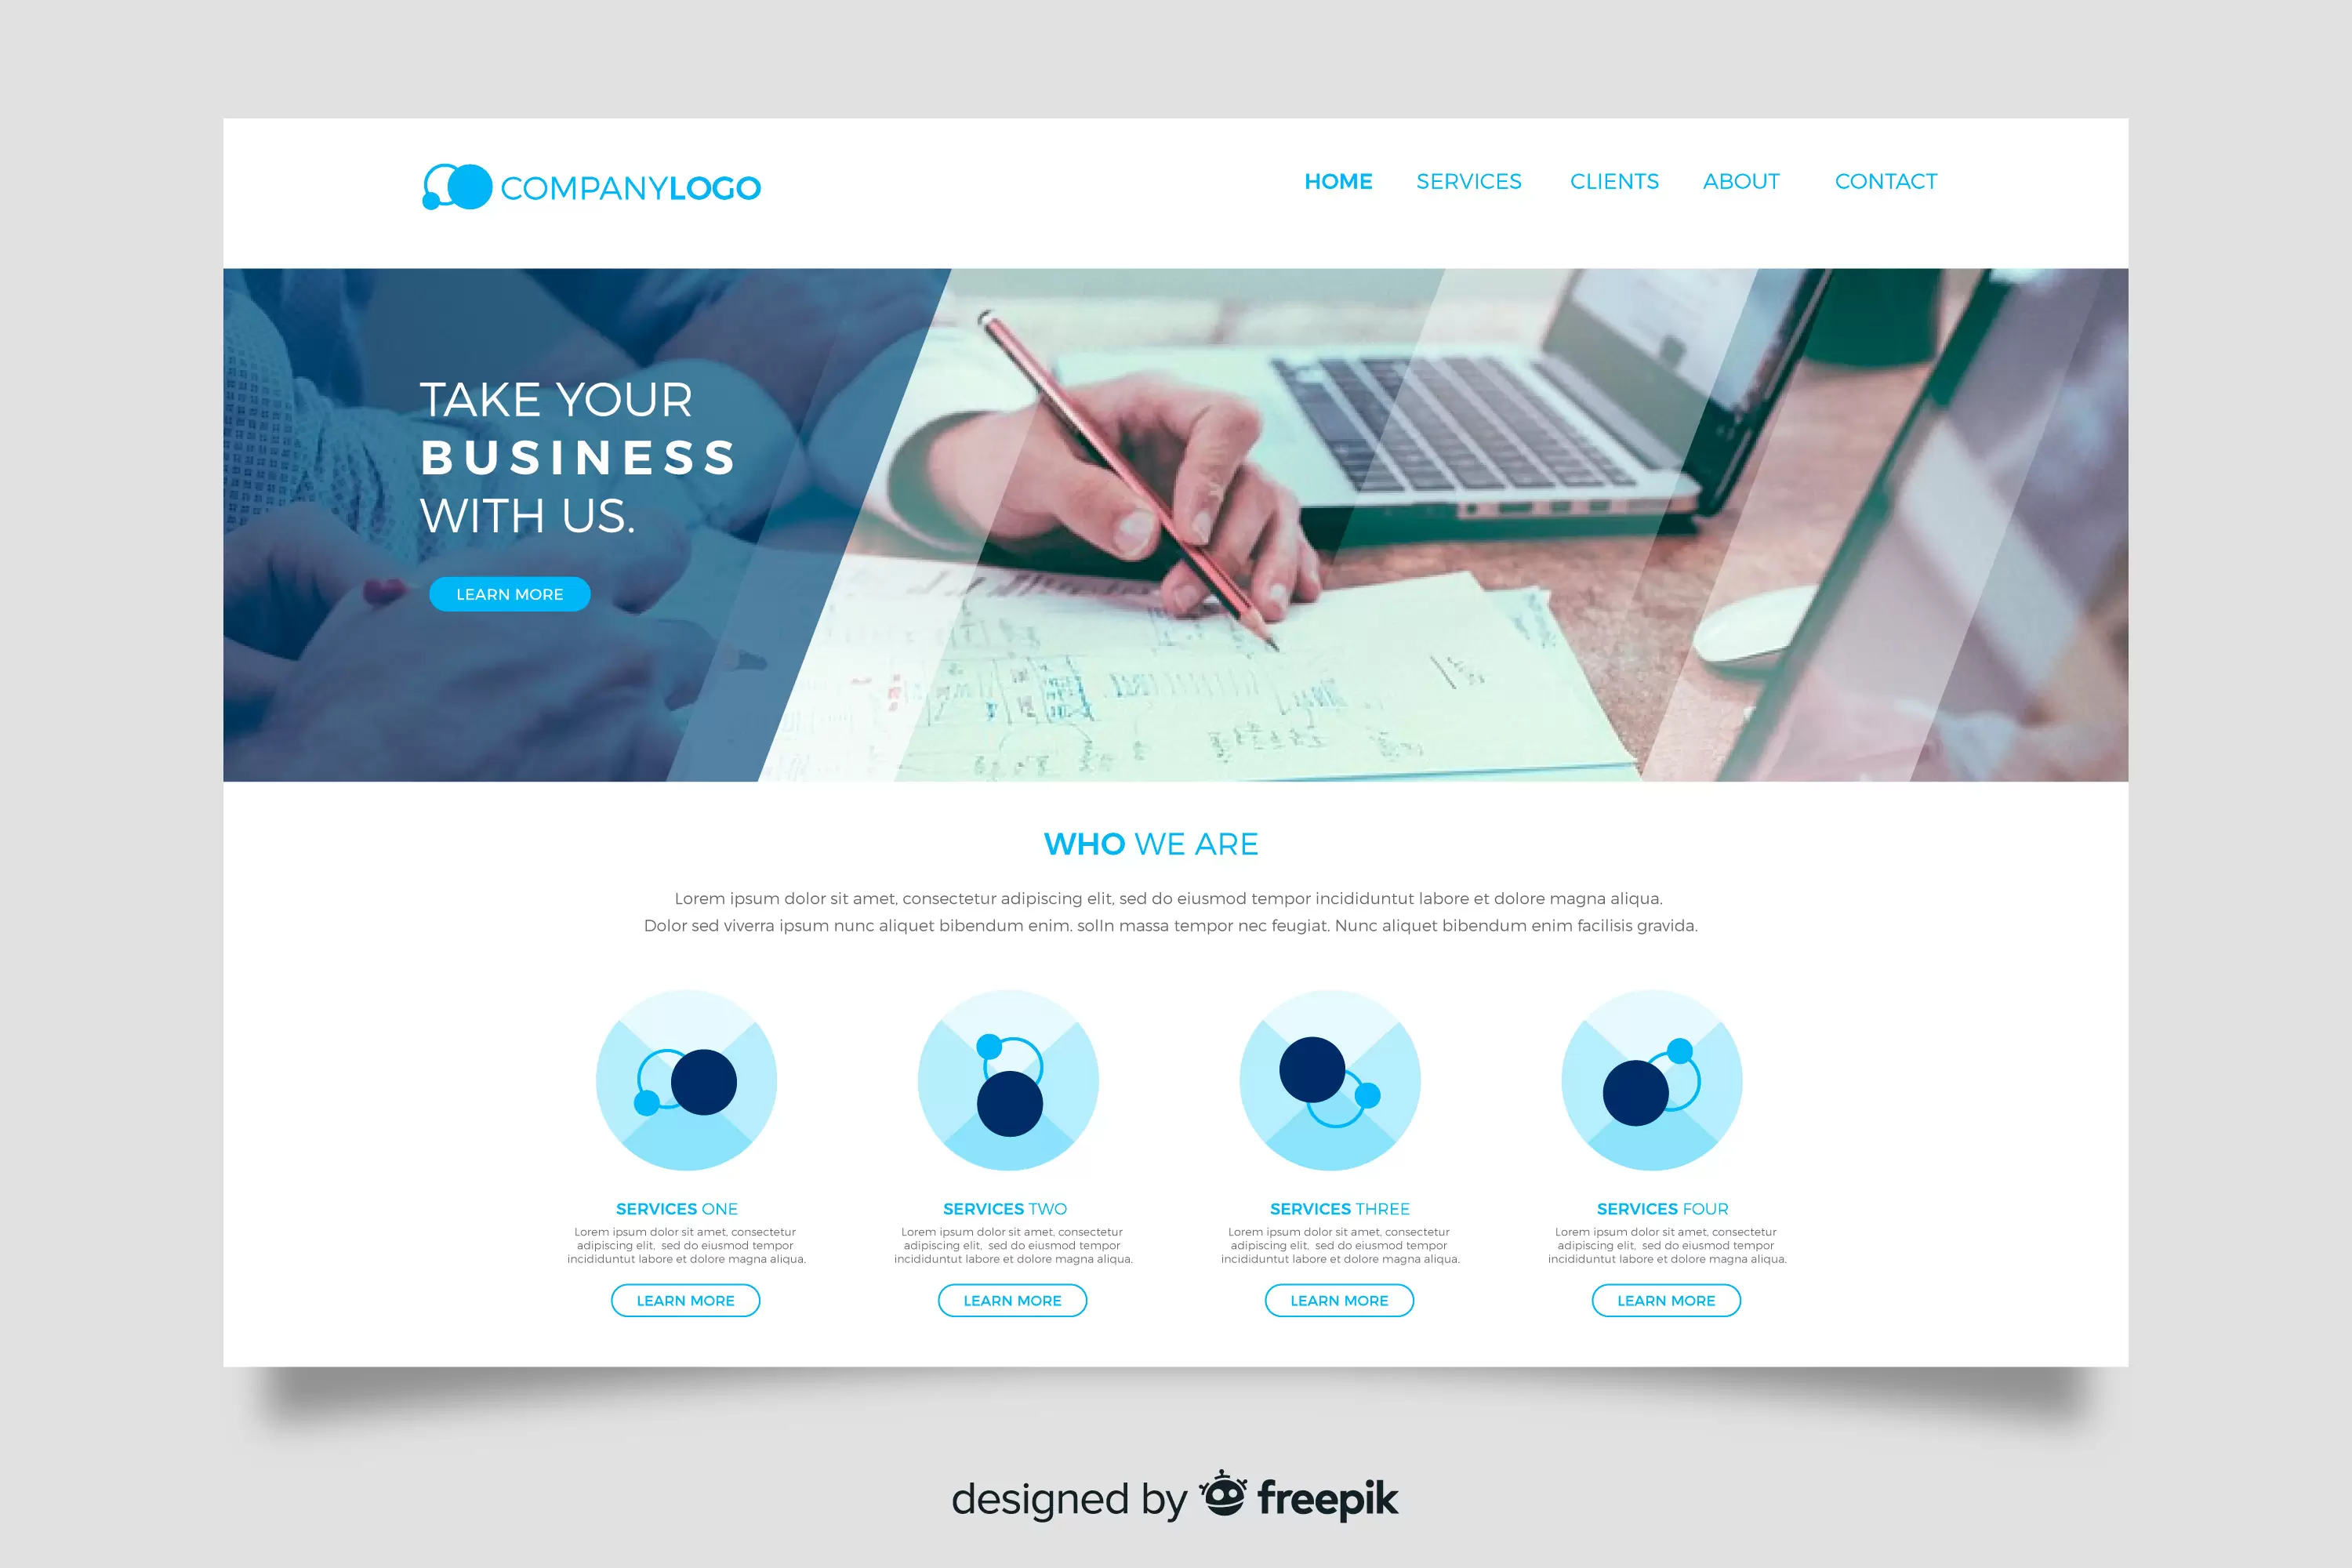 COMPANYLOGO
HOME SERVICES CLIENTS ABOUT CONTACT
TAKE YOUR
BUSINESS
WITH US.
LEARN MORE
WHO WE ARE
Lorem ipsum dolor sit amet, consectetur adipiscing elit, sed do eiusmod tempor incididuntut labore et dolore magna aliqua.
Dolor sed viverra ipsum nunc aliquet bibendum enim. solln massa tempor nec feugiat. Nunc aliquet bibendum enim facilisis gravida.
SERVICES ONE
Lorem ipsum dolor sit amet, consectetur
adipiscing elit, sed do eiusmod tempor
incididuntut labore et dolore magna aliqua.
LEARN MORE
SERVICES TWO
Lorem ipsum dolor sit amet, consectetur
adipiscing elit, sed do eiusmod tempor
incididuntut labore et dolore magna aliqua.
LEARN MORE
SERVICES THREE
Lorem ipsum dolor sit amet, consectetur
adipiscing elit, sed do eiusmod tempor
incididuntut labore et dolore magna aliqua.
LEARN MORE
SERVICES FOUR
Lorem ipsum dolor sit amet, consectetur
adipiscing elit, sed do eiusmod tempor
incididuntut labore et dolore magna aliqua.
LEARN MORE
designed by freepik